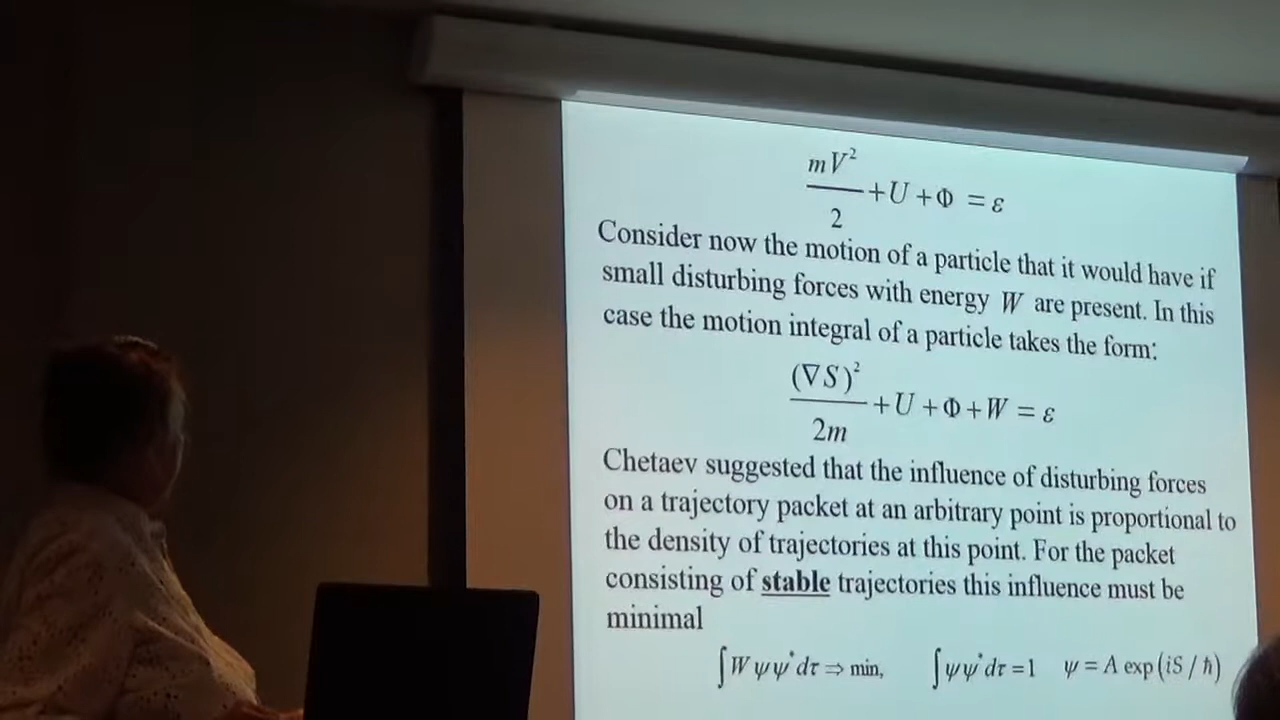 mV²/2 + U + Φ = ε
Consider now the motion of a particle that it would have if
small disturbing forces with energy W are present. In this
case the motion integral of a particle takes the form:
(∇S)²/2m + U + Φ + W = ε
Chetaev suggested that the influence of disturbing forces
on a trajectory packet at an arbitrary point is proportional to
the density of trajectories at this point. For the packet
consisting of stable trajectories this influence must be
minimal
∫Wψψ*dτ ⇒ min, ∫ψψ*dτ = 1 ψ = A exp(iS / ħ)